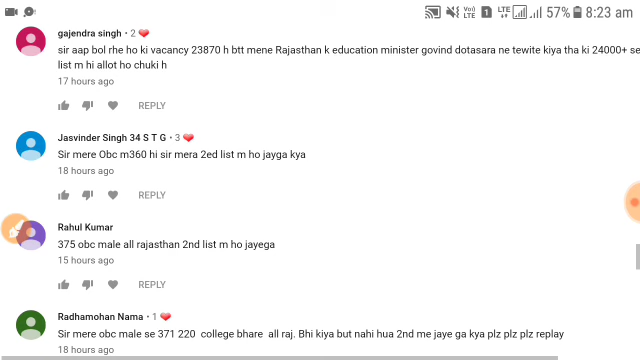 Vo))
LTE
1
LTE
57%
8:23 am
gajendra singh • 2
sir aap bol rhe ho ki vacancy 23870 h btt mene Rajasthan k education minister govind dotasara ne tewite kiya tha ki 24000+ se
list m hi allot ho chuki h
17 hours ago
REPLY
Jasvinder Singh 34 S T G • 3
Sir mere Obc m360 hi sir mera 2ed list m ho jayga kya
18 hours ago
REPLY
Rahul Kumar
375 obc male all rajasthan 2nd list m ho jayega
15 hours ago
REPLY
Radhamohan Nama • 1
Sir mere obc male se 371 220 college bhare all raj. Bhi kiya but nahi hua 2nd me jaye ga kya plz plz plz replay
18 hours ago